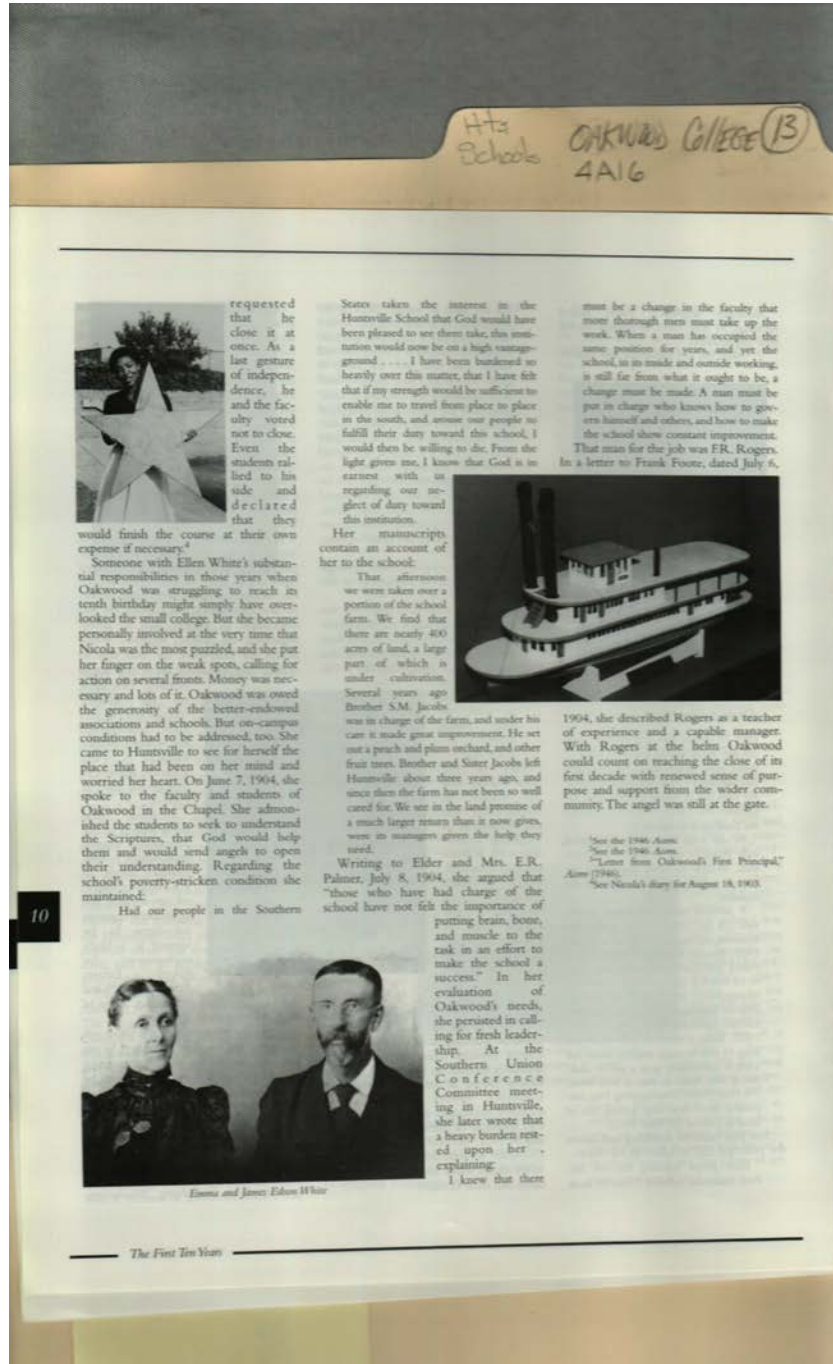 Hts
Schools
OAKWOOD COllEGE 13
4A16
requested
that he
close it at
once. As a
last gesture
of indepen-
dence, he
and the fac-
ulty voted
not to close.
Even the
students ral-
lied to his
side and
declared
that they
would finish the course at their own
expense if necessary.⁴
Someone with Ellen White's substan-
tial responsibilities in those years when
Oakwood was struggling to reach its
tenth birthday might simply have over-
looked the small college. But she became
personally involved at the very time that
Nicola was the most puzzled, and she put
her finger on the weak spots, calling for
action on several fronts. Money was nec-
essary and lots of it. Oakwood was owed
the generosity of the better-endowed
associations and schools. But on-campus
conditions had to be addressed, too. She
came to Huntsville to see for herself the
place that had been on her mind and
worried her heart. On June 7, 1904, she
spoke to the faculty and students of
Oakwood in the Chapel. She admon-
ished the students to seek to understand
the Scriptures, that God would help
them and would send angels to open
their understanding. Regarding the
school's poverty-stricken condition she
maintained:
Had our people in the Southern
States taken the interest in the
Huntsville School that God would have
been pleased to see them take, this insti-
tution would now be on a high vantage-
ground . . . . I have been burdened so
heavily over this matter, that I have felt
that if my strength would be sufficient to
enable me to travel from place to place
in the south, and arouse our people to
fulfill their duty toward this school, I
would then be willing to die. From the
light given me, I know that God is in
earnest with us
regarding our ne-
glect of duty toward
this institution.
Her manuscripts
contain an account of
her to the school:
That afternoon
we were taken over a
portion of the school
farm. We find that
there are nearly 400
acres of land, a large
part of which is
under cultivation.
Several years ago
Brother S.M. Jacobs
was in charge of the farm, and under his
care it made great improvement. He set
out a peach and plum orchard, and other
fruit trees. Brother and Sister Jacobs left
Huntsville about three years ago, and
since then the farm has not been so well
cared for. We see in the land promise of
a much larger return than it now gives,
were its managers given the help they
need.
Writing to Elder and Mrs. E.R.
Palmer, July 8, 1904, she argued that
"those who have had charge of the
school have not felt the importance of
putting brain, bone,
and muscle to the
task in an effort to
make the school a
success." In her
evaluation of
Oakwood's needs,
she persisted in call-
ing for fresh leader-
ship. At the
Southern Union
Conference
Committee meet-
ing in Huntsville,
she later wrote that
a heavy burden rest-
ed upon her ,
explaining:
I knew that there
must be a change in the faculty that
more thorough men must take up the
work. When a man has occupied the
same position for years, and yet the
school, in its inside and outside working,
is still far from what it ought to be, a
change must be made. A man must be
put in charge who knows how to gov-
ern himself and others, and how to make
the school show constant improvement.
That man for the job was F.R. Rogers.
In a letter to Frank Foote, dated July 6,
1904, she described Rogers as a teacher
of experience and a capable manager.
With Rogers at the helm Oakwood
could count on reaching the close of its
first decade with renewed sense of pur-
pose and support from the wider com-
munity. The angel was still at the gate.
¹See the 1946 Acorn.
²See the 1946 Acorn.
³"Letter from Oakwood's First Principal,"
Acorn (1946).
⁴See Nicola's diary for August 18, 1903.
10
Emma and James Edson White
The First Ten Years